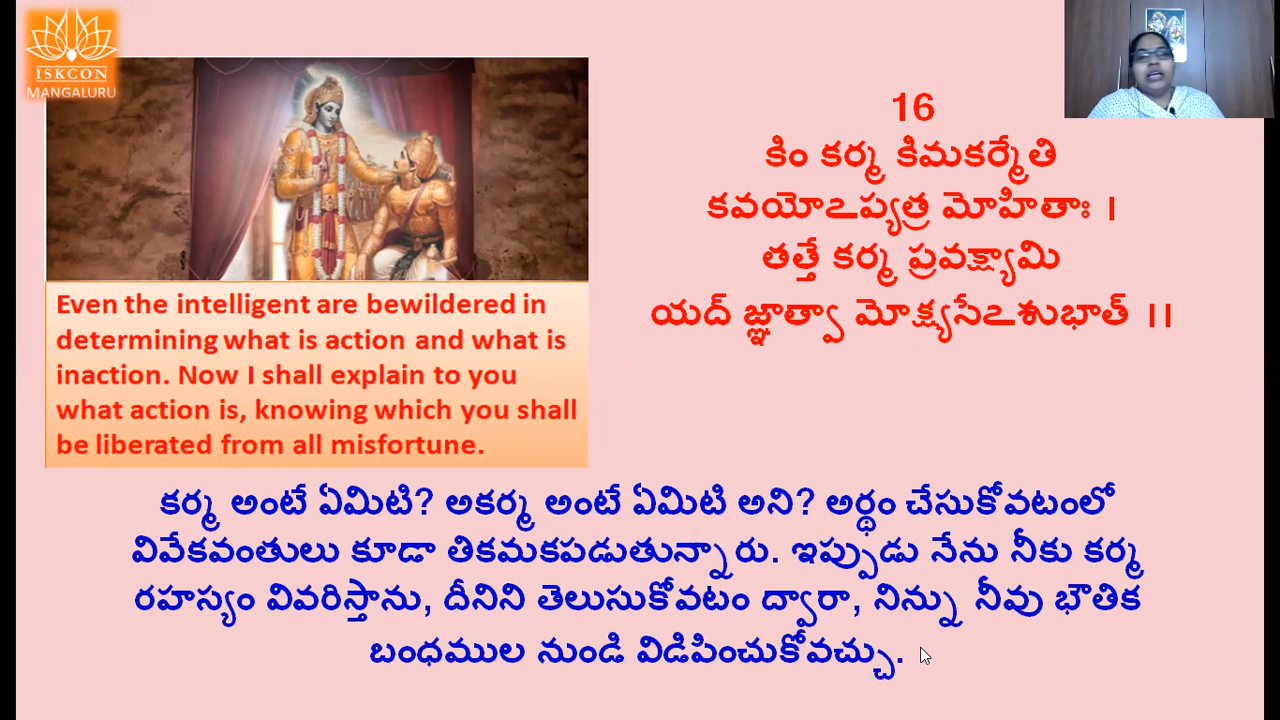 ISKCON
MANGALURU
Even the intelligent are bewildered in
determining what is action and what is
inaction. Now I shall explain to you
what action is, knowing which you shall
be liberated from all misfortune.
16
కిం కర్మ కిమకర్మేతి
కవయోఽప్యత్ర మోహితాః ।
తత్తే కర్మ ప్రవక్ష్యామి
యద్ జ్ఞాత్వా మోక్ష్యసేఽశుభాత్ ।।
కర్మ అంటే ఏమిటి? అకర్మ అంటే ఏమిటి అని? అర్థం చేసుకోవటంలో
వివేకవంతులు కూడా తికమకపడుతున్నారు. ఇప్పుడు నేను నీకు కర్మ
రహస్యం వివరిస్తాను, దీనిని తెలుసుకోవటం ద్వారా, నిన్ను నీవు భౌతిక
బంధముల నుండి విడిపించుకోవచ్చు.